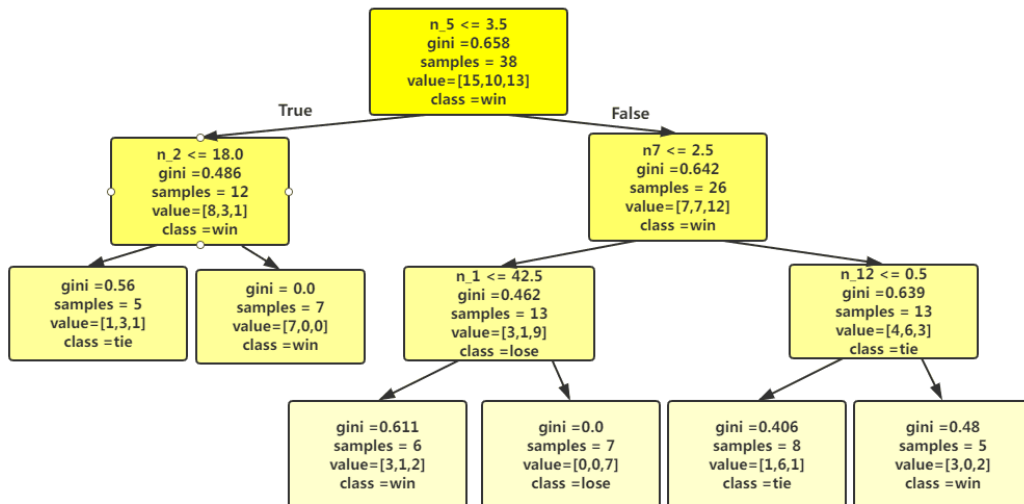 n_5 <= 3.5
gini =0.658
samples = 38
value=[15,10,13]
class =win
True
False
n_2 <= 18.0
gini =0.486
samples = 12
value=[8,3,1]
class =win
n7 <= 2.5
gini =0.642
samples = 26
value=[7,7,12]
class =win
gini =0.56
samples = 5
value=[1,3,1]
class =tie
gini = 0.0
samples = 7
value=[7,0,0]
class =win
n_1 <= 42.5
gini =0.462
samples = 13
value=[3,1,9]
class =lose
n_12 <= 0.5
gini =0.639
samples = 13
value=[4,6,3]
class =tie
gini =0.611
samples = 6
value=[3,1,2]
class =win
gini =0.0
samples = 7
value=[0,0,7]
class =lose
gini =0.406
samples = 8
value=[1,6,1]
class =tie
gini =0.48
samples = 5
value=[3,0,2]
class =win